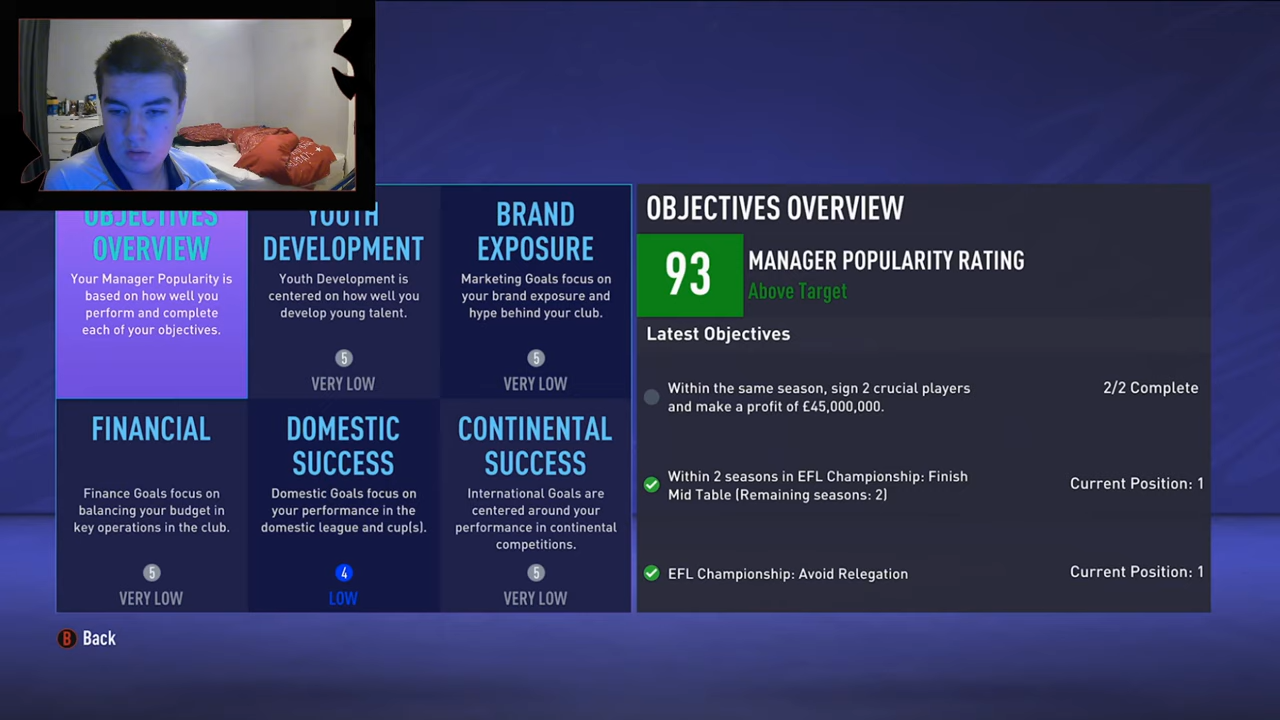 OBJECTIVES
OVERVIEW
Your Manager Popularity is
based on how well you
perform and complete
each of your objectives.
YOUTH
DEVELOPMENT
Youth Development is
centered on how well you
develop young talent.
5
VERY LOW
BRAND
EXPOSURE
Marketing Goals focus on
your brand exposure and
hype behind your club.
5
VERY LOW
FINANCIAL
Finance Goals focus on
balancing your budget in
key operations in the club.
5
VERY LOW
DOMESTIC
SUCCESS
Domestic Goals focus on
your performance in the
domestic league and cup(s).
4
LOW
CONTINENTAL
SUCCESS
International Goals are
centered around your
performance in continental
competitions.
5
VERY LOW
OBJECTIVES OVERVIEW
93
MANAGER POPULARITY RATING
Above Target
Latest Objectives
Within the same season, sign 2 crucial players
and make a profit of £45,000,000.
2/2 Complete
Within 2 seasons in EFL Championship: Finish
Mid Table (Remaining seasons: 2)
Current Position: 1
EFL Championship: Avoid Relegation
Current Position: 1
B Back